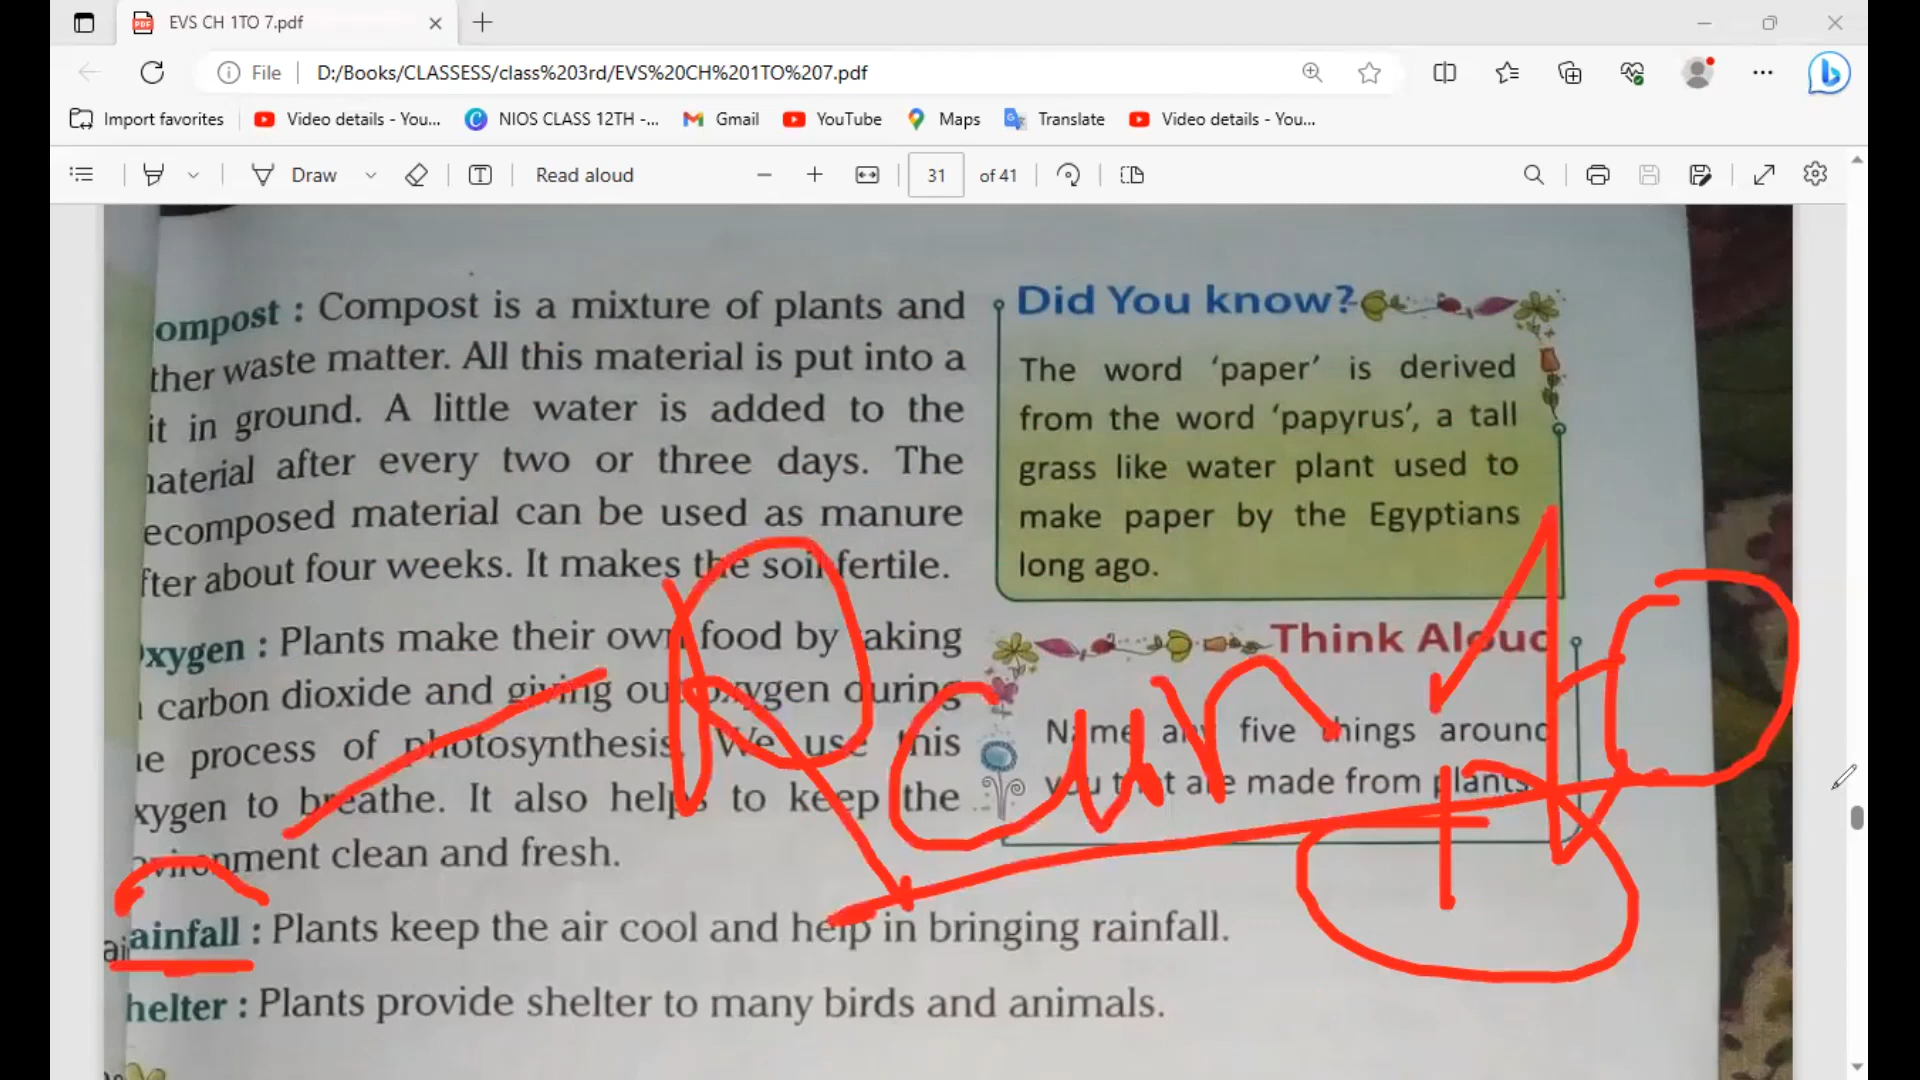 EVS CH 1TO 7.pdf
File D:/Books/CLASSESS/class%203rd/EVS%20CH%201TO%207.pdf
Import favorites Video details - You... NIOS CLASS 12TH -... Gmail YouTube Maps Translate Video details - You...
Draw Read aloud 31 of 41
ompost : Compost is a mixture of plants and
ther waste matter. All this material is put into a
it in ground. A little water is added to the
aterial after every two or three days. The
ecomposed material can be used as manure
fter about four weeks. It makes the soil fertile.
xygen : Plants make their own food by taking
carbon dioxide and giving out oxygen during
e process of photosynthesis. We use this
xygen to breathe. It also helps to keep the
vironment clean and fresh.
ainfall : Plants keep the air cool and help in bringing rainfall.
helter : Plants provide shelter to many birds and animals.
Did You know?
The word ‘paper’ is derived
from the word ‘papyrus’, a tall
grass like water plant used to
make paper by the Egyptians
long ago.
Think Aloud
Name any five things around
you that are made from plants